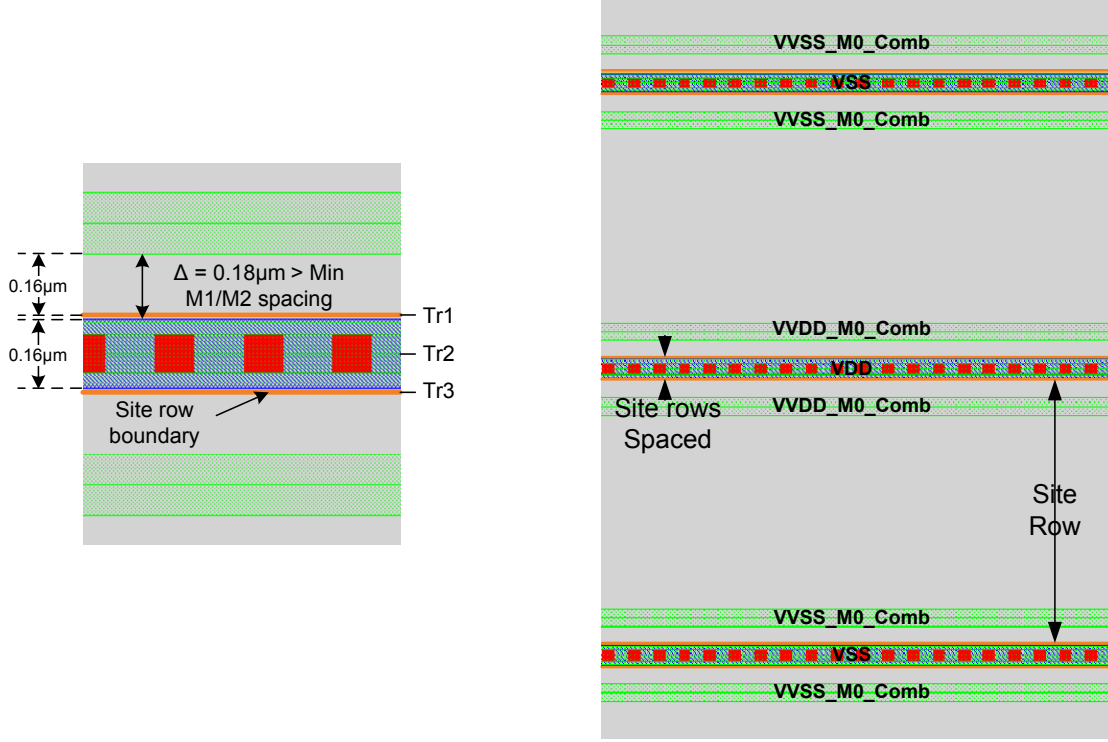 0.16µm
0.16µm
Δ = 0.18µm > Min
M1/M2 spacing
Tr1
Tr2
Tr3
Site row
boundary
VVSS_M0_Comb
VSS
VVSS_M0_Comb
VVDD_M0_Comb
VDD
VVDD_M0_Comb
Site rows
Spaced
Site
Row
VVSS_M0_Comb
VSS
VVSS_M0_Comb